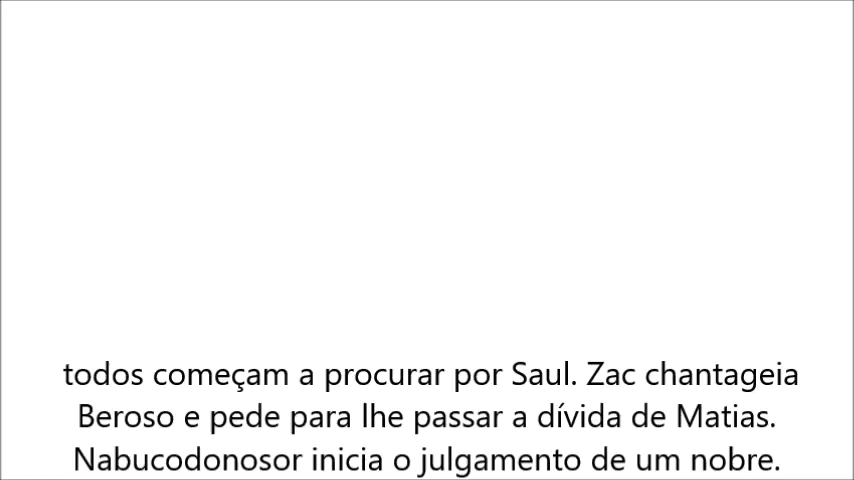 todos começam a procurar por Saul. Zac chantageia
Beroso e pede para lhe passar a dívida de Matias.
Nabucodonosor inicia o julgamento de um nobre.